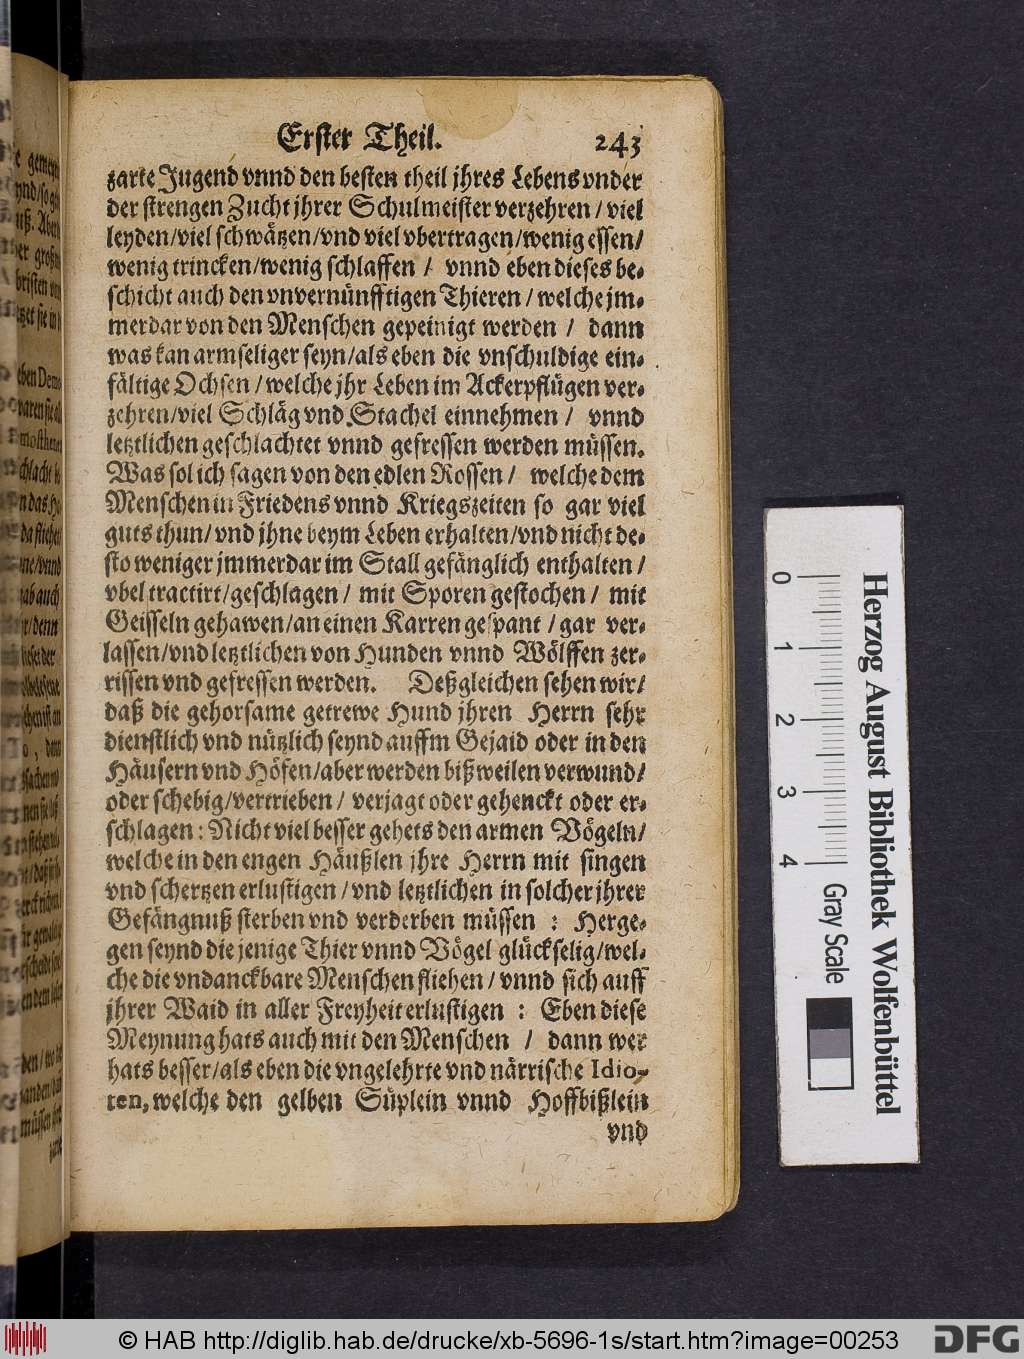 Erster Theil. 243
zarte Jugend vnnd den besten theil jhres Lebens vnder
der strengen Zucht jhrer Schulmeister verzehren / viel
leyden/viel schwätzen/vnd viel vbertragen/wenig essen/
wenig trincken/wenig schlaffen / vnnd eben dieses be-
schicht auch den vnvernünfftigen Thieren / welche jm-
merdar von den Menschen gepeinigt werden / dann
was kan armseliger seyn/als eben die vnschuldige ein-
fältige Ochsen / welche jhr Leben im Ackerpflügen ver-
zehren/viel Schläg vnd Stachel einnehmen / vnnd
letztlichen geschlachtet vnnd gefressen werden müssen.
Was sol ich sagen von den edlen Rossen / welche dem
Menschen in Friedens vnnd Kriegszeiten so gar viel
guts thun/ vnd jhne beym Leben erhalten/vnd nicht de-
sto weniger jmmerdar im Stall gefänglich enthalten /
vbel tractirt/geschlagen / mit Sporen gestochen / mit
Geisseln gehawen/an einen Karren gespant / gar ver-
lassen/vnd letztlichen von Hunden vnnd Wölffen zer-
rissen vnd gefressen werden. Deßgleichen sehen wir/
daß die gehorsame getrewe Hund jhren Herrn sehr
dienstlich vnd nützlich seynd auffm Gejaid oder in den
Häusern vnd Höfen/aber werden bißweilen verwund/
oder schebig/vertrieben / verjagt oder gehenckt oder er-
schlagen : Nicht viel besser gehets den armen Vögeln/
welche in den engen Häußlen jhre Herrn mit singen
vnd schertzen erlustigen / vnd letztlichen in solcher jhrer
Gefängnuß sterben vnd verderben müssen : Herge-
gen seynd die jenige Thier vnnd Vögel glückselig/wel-
che die vndanckbare Menschen fliehen / vnnd sich auff
jhrer Waid in aller Freyheit erlustigen : Eben diese
Meynung hats auch mit den Menschen / dann wer
hats besser/als eben die vngelehrte vnd närrische Idio-
ten, welche den gelben Süplein vnnd Hoffbißlein
vnd
0 1 2 3 4
Gray Scale
Herzog August Bibliothek Wolfenbüttel
© HAB http://diglib.hab.de/drucke/xb-5696-1s/start.htm?image=00253
DFG